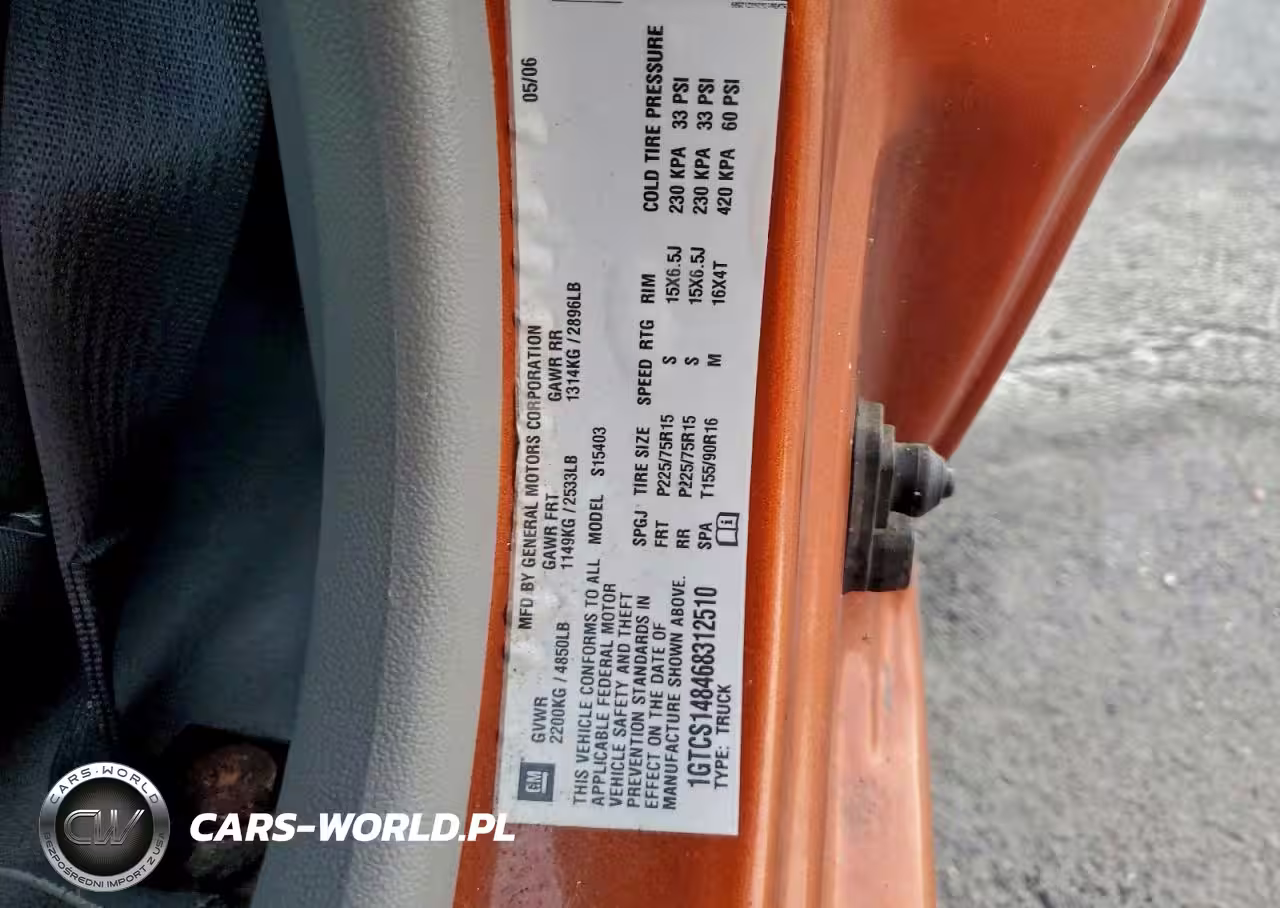 MFD BY GENERAL MOTORS CORPORATION 05/06
GM
GVWR GAWR FRT GAWR RR
2200KG / 4850LB 1149KG / 2533LB 1314KG / 2896LB
THIS VEHICLE CONFORMS TO ALL
APPLICABLE FEDERAL MOTOR
VEHICLE SAFETY AND THEFT
PREVENTION STANDARDS IN
EFFECT ON THE DATE OF
MANUFACTURE SHOWN ABOVE.
1GTCS148468312510
TYPE: TRUCK
MODEL S15403
SPGJ TIRE SIZE SPEED RTG RIM COLD TIRE PRESSURE
FRT P225/75R15 S 15X6.5J 230 KPA 33 PSI
RR P225/75R15 S 15X6.5J 230 KPA 33 PSI
SPA T155/90R16 M 16X4T 420 KPA 60 PSI
CARS-WORLD
CW
BEZPOŚREDNI IMPORT Z USA
CARS-WORLD.PL